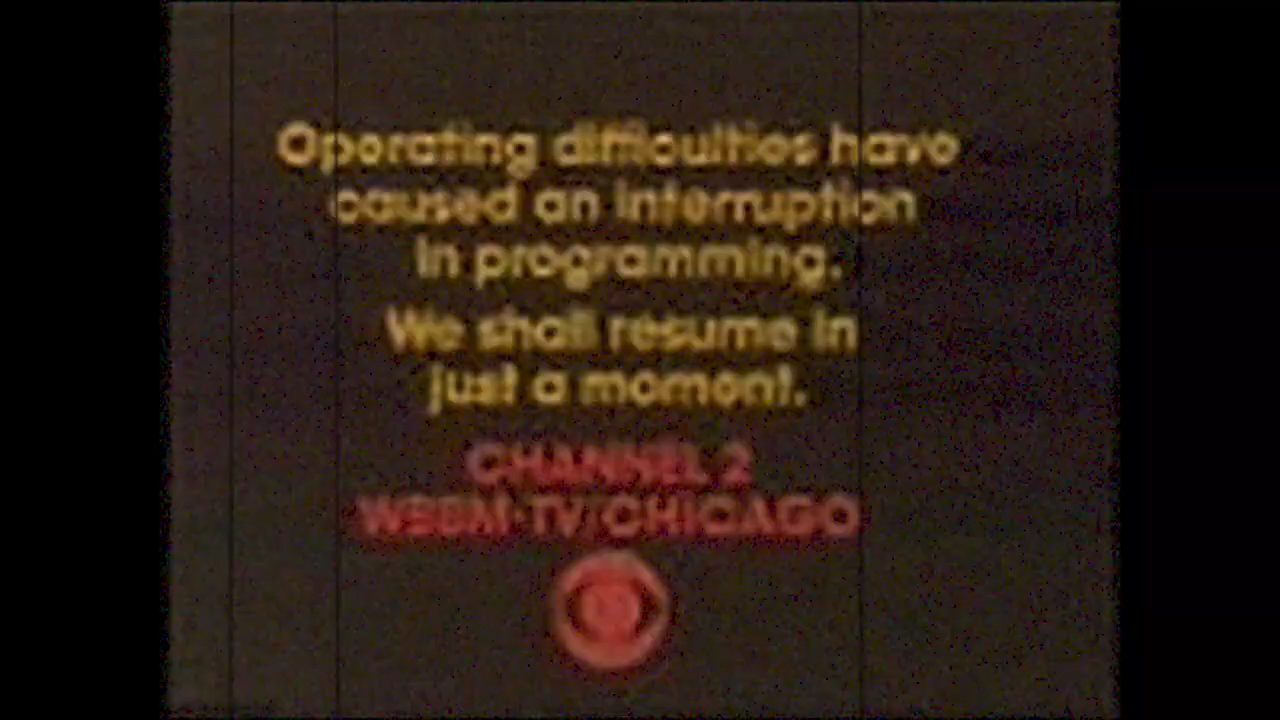 Operating difficulties have
caused an interruption
in programming.
We shall resume in
just a moment.
CHANNEL 2
WBBM-TV/CHICAGO